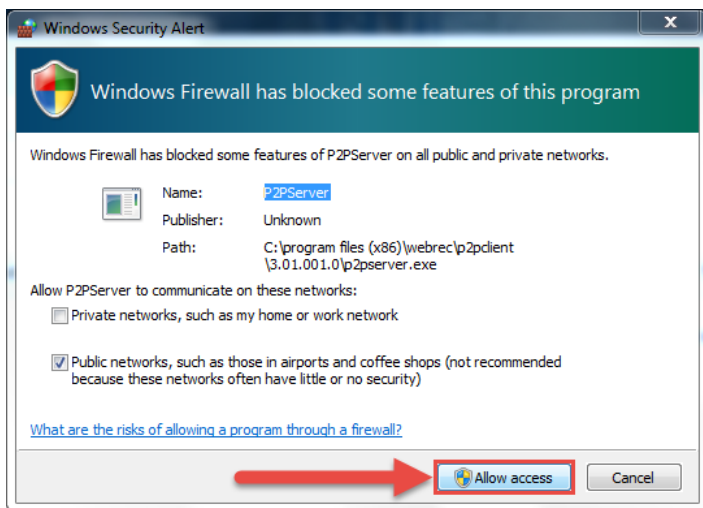 Windows Security Alert
x
Windows Firewall has blocked some features of this program
Windows Firewall has blocked some features of P2PServer on all public and private networks.
Name: P2PServer
Publisher: Unknown
Path: C:\program files (x86)\webrec\p2pclient
\3.01.001.0\p2pserver.exe
Allow P2PServer to communicate on these networks:
Private networks, such as my home or work network
Public networks, such as those in airports and coffee shops (not recommended
because these networks often have little or no security)
What are the risks of allowing a program through a firewall?
Allow access Cancel